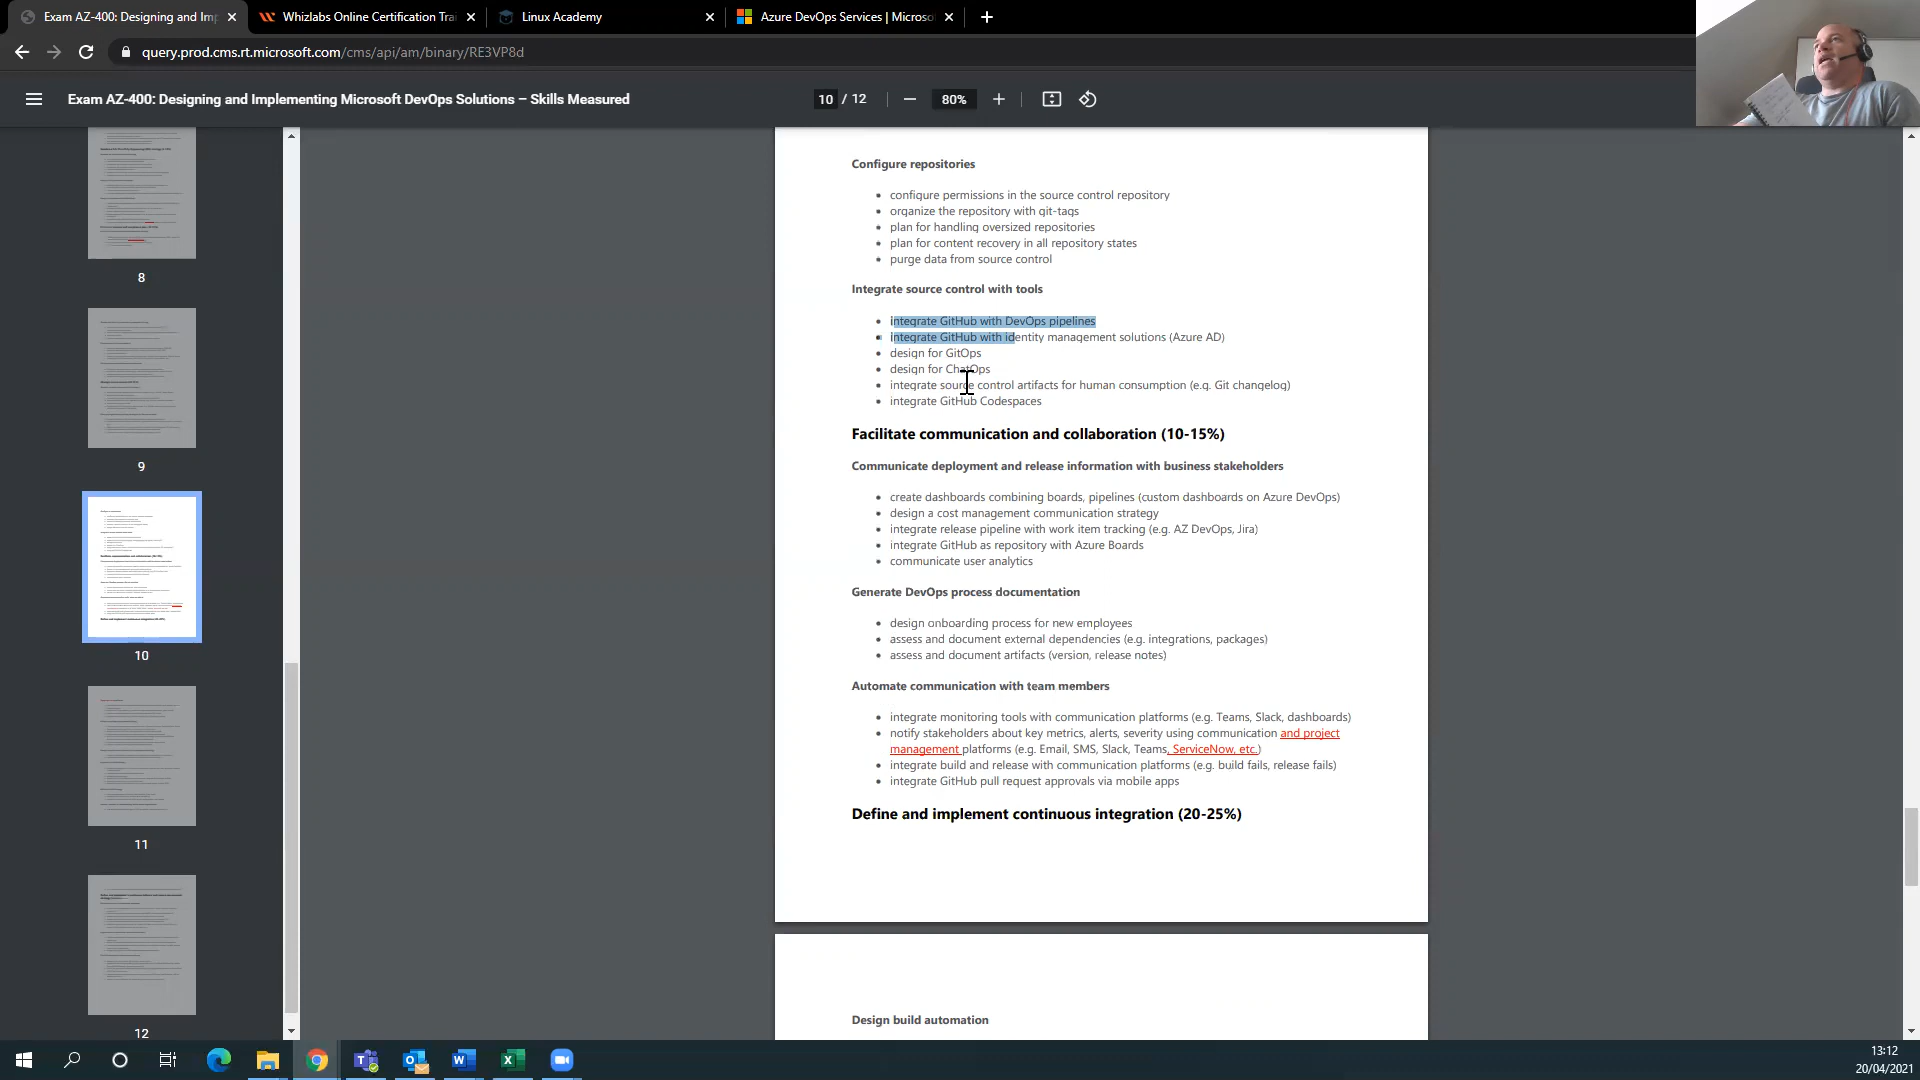 Exam AZ-400: Designing and Imp
Whizlabs Online Certification Trai
Linux Academy
Azure DevOps Services | Microso
query.prod.cms.rt.microsoft.com/cms/api/am/binary/RE3VP8d
Exam AZ-400: Designing and Implementing Microsoft DevOps Solutions – Skills Measured
10 / 12
80%
8
9
10
11
12
Configure repositories
• configure permissions in the source control repository
• organize the repository with git-tags
• plan for handling oversized repositories
• plan for content recovery in all repository states
• purge data from source control
Integrate source control with tools
• integrate GitHub with DevOps pipelines
• integrate GitHub with identity management solutions (Azure AD)
• design for GitOps
• design for ChatOps
• integrate source control artifacts for human consumption (e.g. Git changelog)
• integrate GitHub Codespaces
Facilitate communication and collaboration (10-15%)
Communicate deployment and release information with business stakeholders
• create dashboards combining boards, pipelines (custom dashboards on Azure DevOps)
• design a cost management communication strategy
• integrate release pipeline with work item tracking (e.g. AZ DevOps, Jira)
• integrate GitHub as repository with Azure Boards
• communicate user analytics
Generate DevOps process documentation
• design onboarding process for new employees
• assess and document external dependencies (e.g. integrations, packages)
• assess and document artifacts (version, release notes)
Automate communication with team members
• integrate monitoring tools with communication platforms (e.g. Teams, Slack, dashboards)
• notify stakeholders about key metrics, alerts, severity using communication and project
management platforms (e.g. Email, SMS, Slack, Teams, ServiceNow, etc.)
• integrate build and release with communication platforms (e.g. build fails, release fails)
• integrate GitHub pull request approvals via mobile apps
Define and implement continuous integration (20-25%)
Design build automation
13:12
20/04/2021